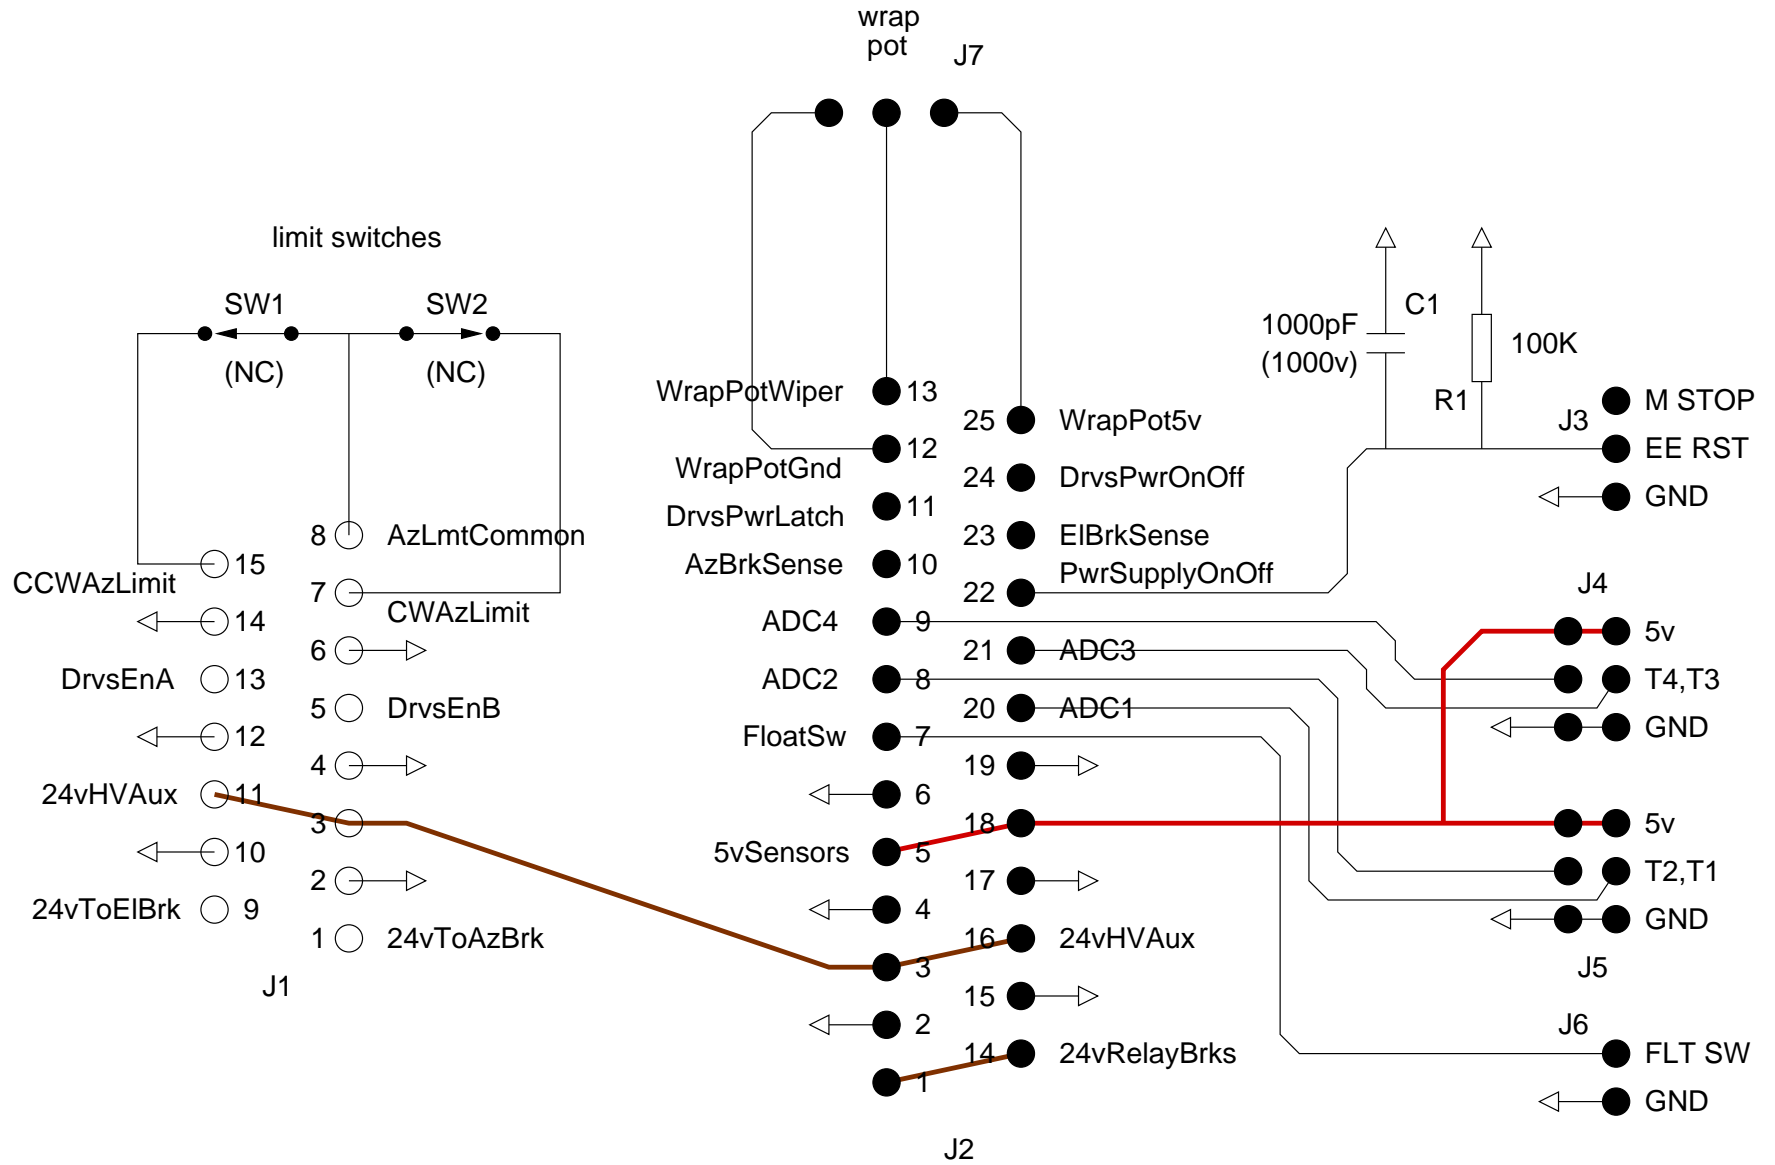 wrap
pot
J7
limit switches
SW1
SW2
(NC)
(NC)
C1
1000pF
(1000v)
100K
R1
J3
M STOP
EE RST
GND
WrapPotWiper
13
25
WrapPot5v
12
WrapPotGnd
24
DrvsPwrOnOff
11
DrvsPwrLatch
23
ElBrkSense
10
AzBrkSense
22
PwrSupplyOnOff
ADC4
9
21
ADC3
ADC2
8
20
ADC1
FloatSw
7
19
6
18
5vSensors
5
17
4
16
24vHVAux
3
15
2
14
24vRelayBrks
1
J2
8
AzLmtCommon
15
CCWAzLimit
7
CWAzLimit
14
6
DrvsEnA
13
5
DrvsEnB
12
4
24vHVAux
11
3
10
2
24vToElBrk
9
1
24vToAzBrk
J1
J4
5v
T4,T3
GND
5v
T2,T1
GND
J5
J6
FLT SW
GND